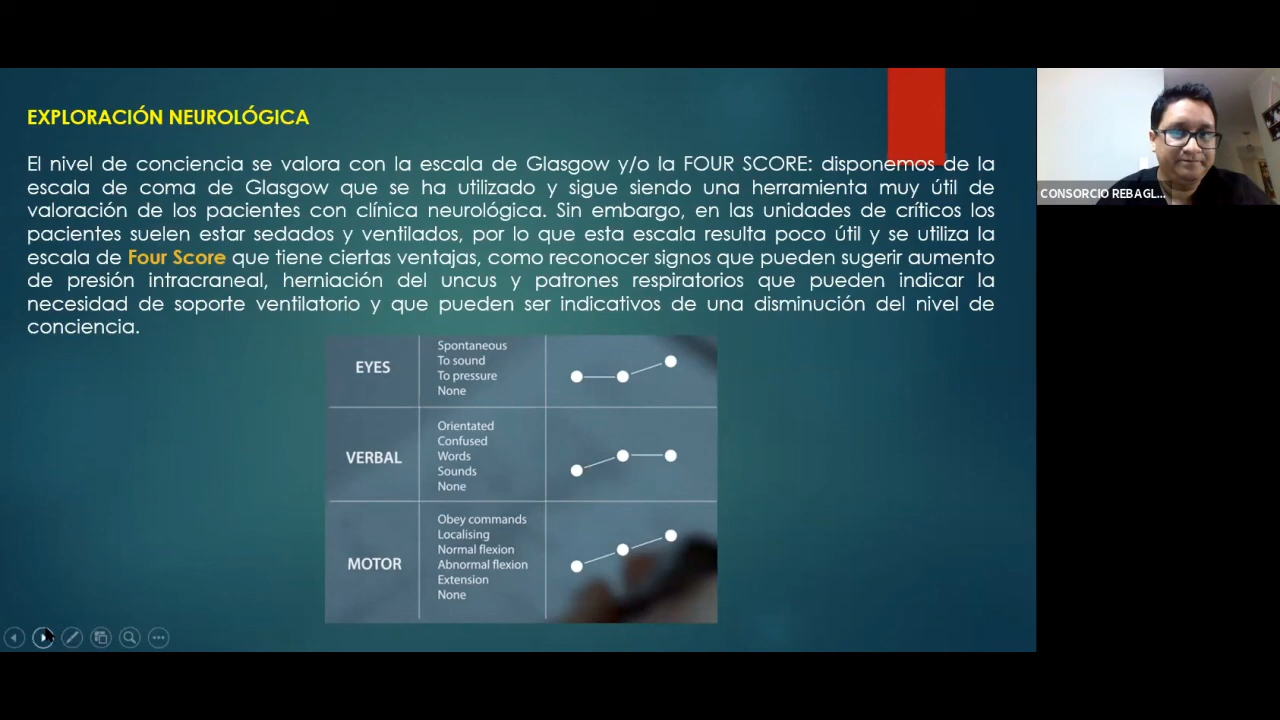 EXPLORACIÓN NEUROLÓGICA
El nivel de conciencia se valora con la escala de Glasgow y/o la FOUR SCORE: disponemos de la
escala de coma de Glasgow que se ha utilizado y sigue siendo una herramienta muy útil de
valoración de los pacientes con clínica neurológica. Sin embargo, en las unidades de críticos los
pacientes suelen estar sedados y ventilados, por lo que esta escala resulta poco útil y se utiliza la
escala de Four Score que tiene ciertas ventajas, como reconocer signos que pueden sugerir aumento
de presión intracraneal, herniación del uncus y patrones respiratorios que pueden indicar la
necesidad de soporte ventilatorio y que pueden ser indicativos de una disminución del nivel de
conciencia.
EYES
Spontaneous
To sound
To pressure
None
VERBAL
Orientated
Confused
Words
Sounds
None
MOTOR
Obey commands
Localising
Normal flexion
Abnormal flexion
Extension
None
CONSORCIO REBAGL...